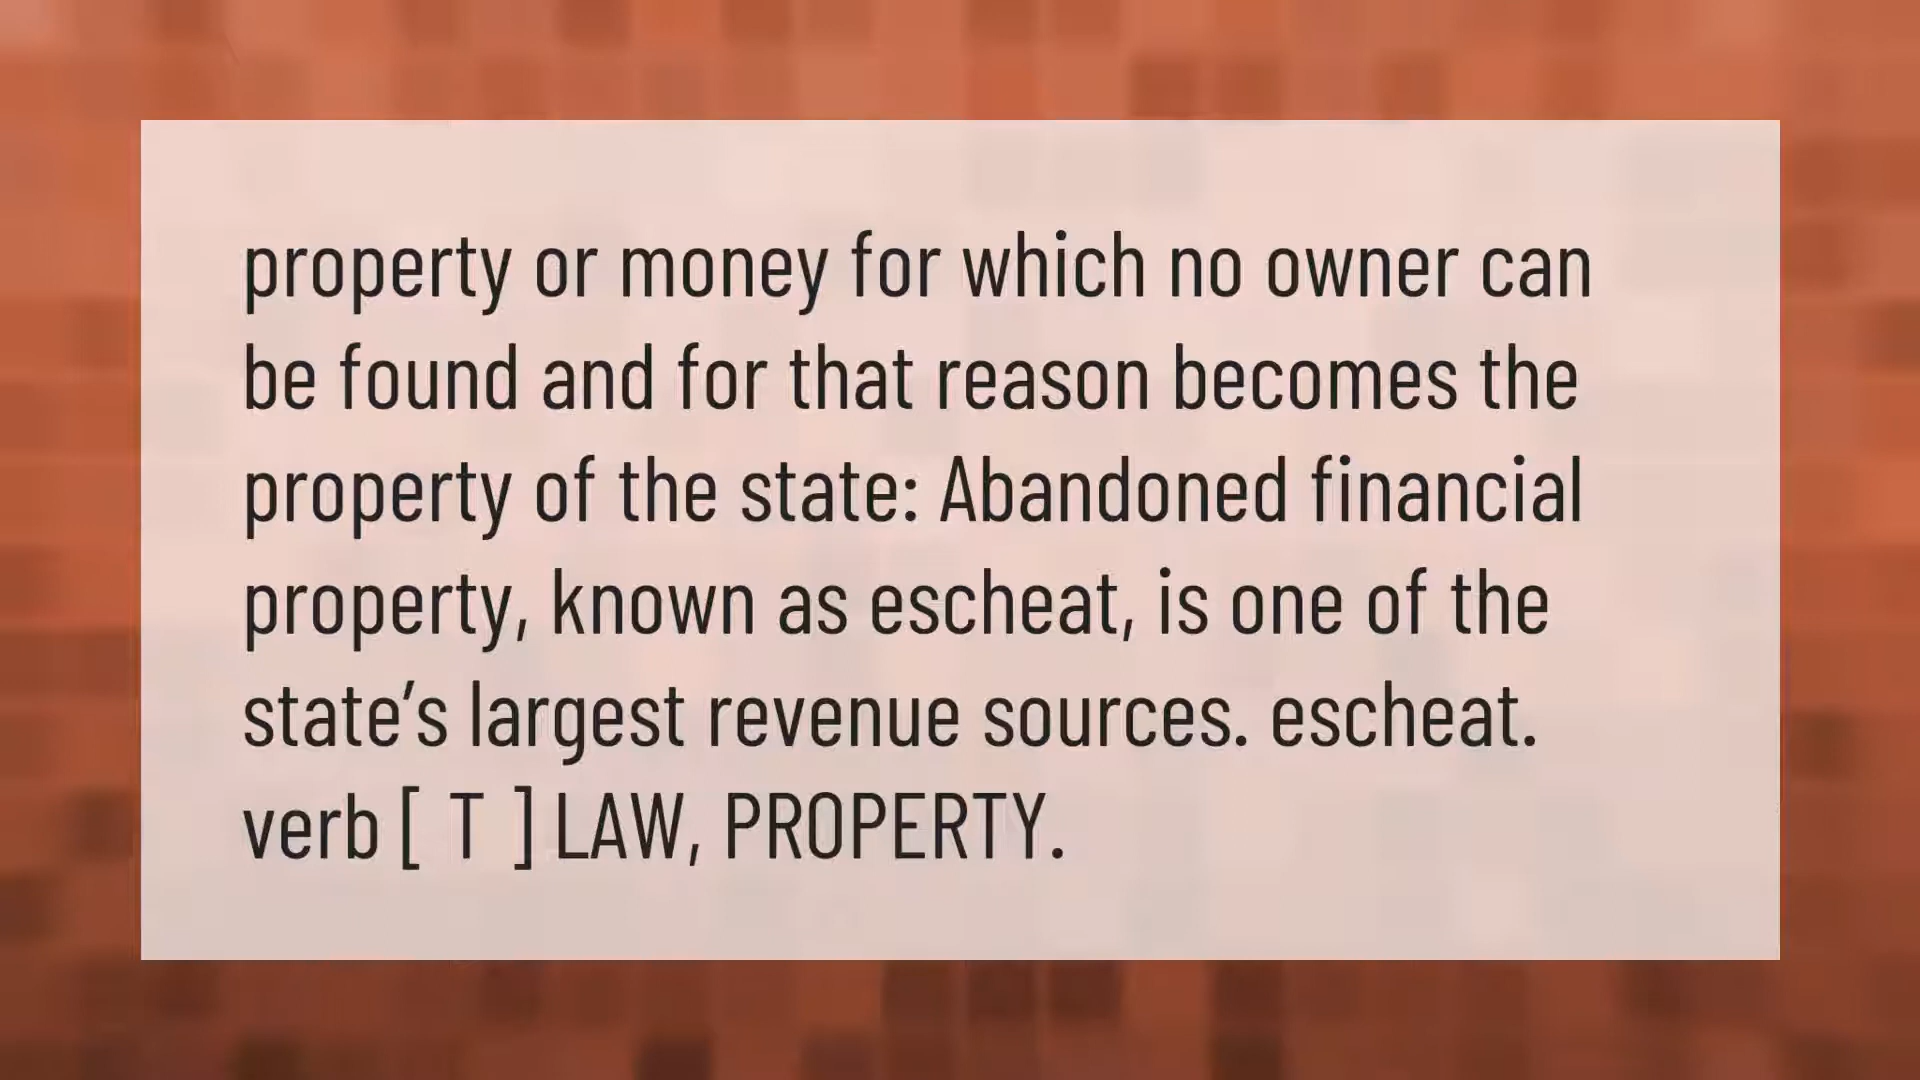 property or money for which no owner can
be found and for that reason becomes the
property of the state: Abandoned financial
property, known as escheat, is one of the
state’s largest revenue sources. escheat.
verb [ T ] LAW, PROPERTY.